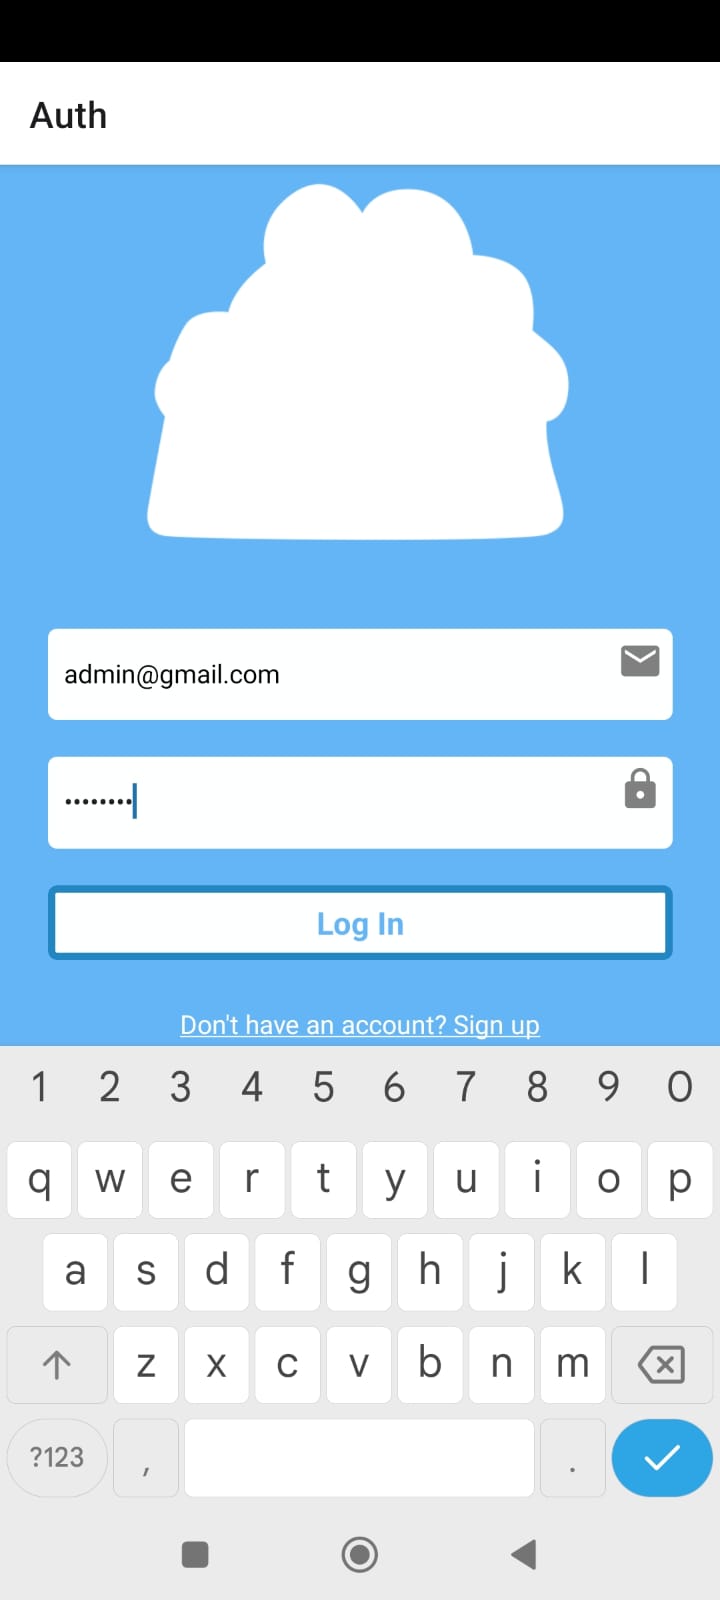 Auth
admin@gmail.com
••••••••
Log In
Don't have an account? Sign up
1 2 3 4 5 6 7 8 9 0
q w e r t y u i o p
a s d f g h j k l
z x c v b n m
?123 , .